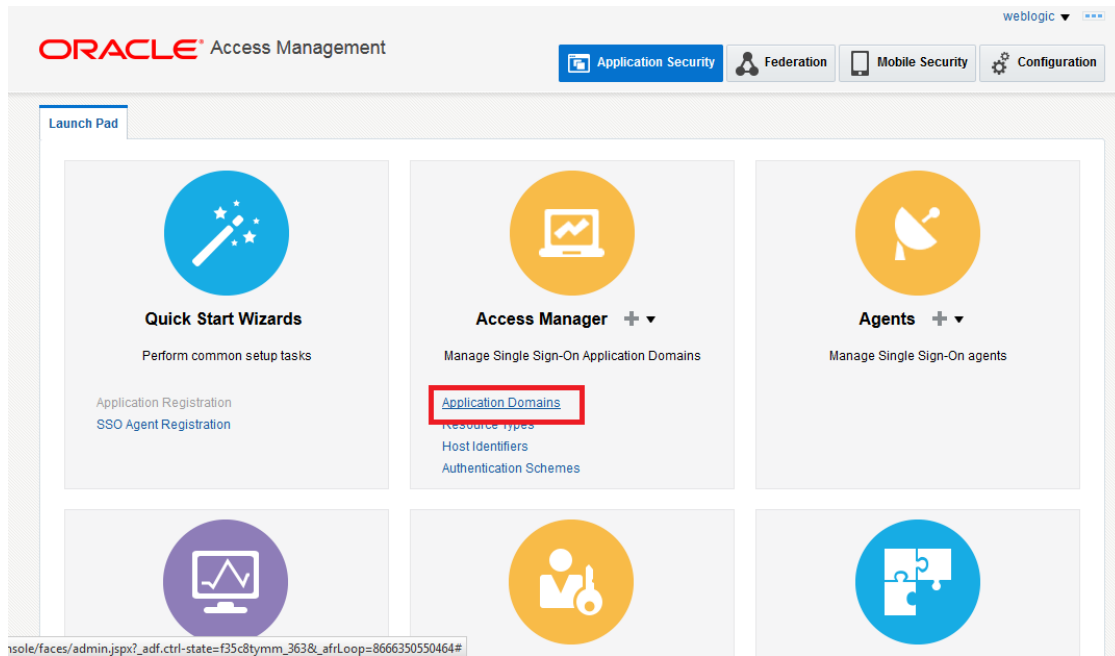 weblogic
ORACLE Access Management
Application Security
Federation
Mobile Security
Configuration
Launch Pad
Quick Start Wizards
Perform common setup tasks
Application Registration
SSO Agent Registration
Access Manager
Manage Single Sign-On Application Domains
Application Domains
Resource Types
Host Identifiers
Authentication Schemes
Agents
Manage Single Sign-On agents
nsole/faces/admin.jspx?_adf.ctrl-state=f35c8tymm_363&_afrLoop=8666350550464#